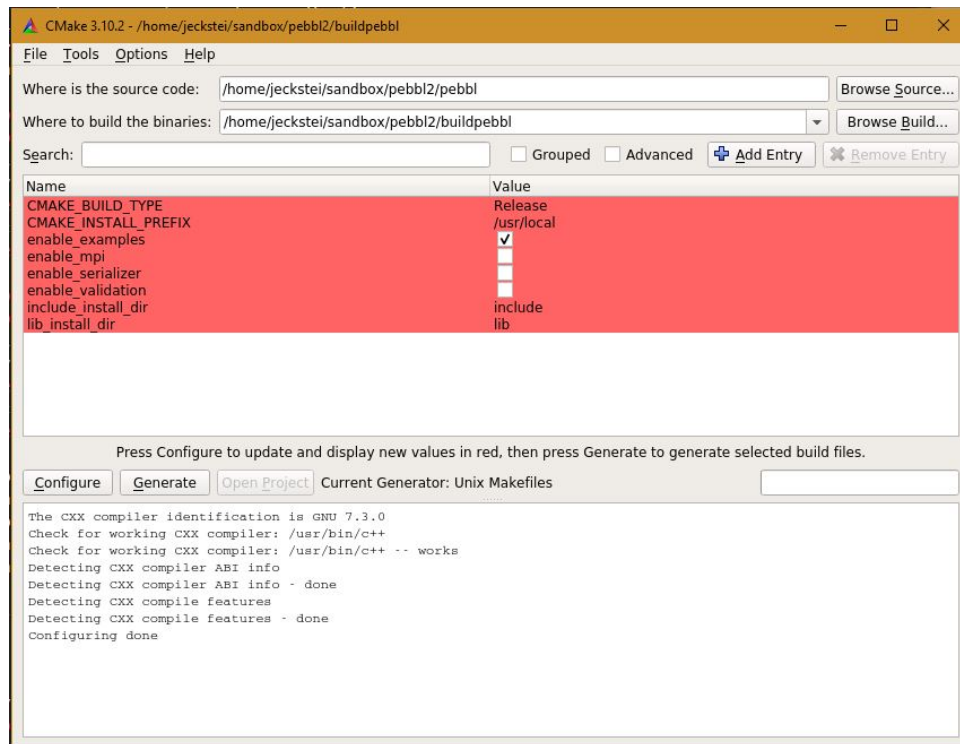 CMake 3.10.2 - /home/jeckstei/sandbox/pebbl2/buildpebbl
File Tools Options Help
Where is the source code: /home/jeckstei/sandbox/pebbl2/pebbl Browse Source...
Where to build the binaries: /home/jeckstei/sandbox/pebbl2/buildpebbl Browse Build...
Search: Grouped Advanced Add Entry Remove Entry
Name Value
CMAKE_BUILD_TYPE Release
CMAKE_INSTALL_PREFIX /usr/local
enable_examples
enable_mpi
enable_serializer
enable_validation
include_install_dir include
lib_install_dir lib
Press Configure to update and display new values in red, then press Generate to generate selected build files.
Configure Generate Open Project Current Generator: Unix Makefiles
The CXX compiler identification is GNU 7.3.0
Check for working CXX compiler: /usr/bin/c++
Check for working CXX compiler: /usr/bin/c++ -- works
Detecting CXX compiler ABI info
Detecting CXX compiler ABI info - done
Detecting CXX compile features
Detecting CXX compile features - done
Configuring done